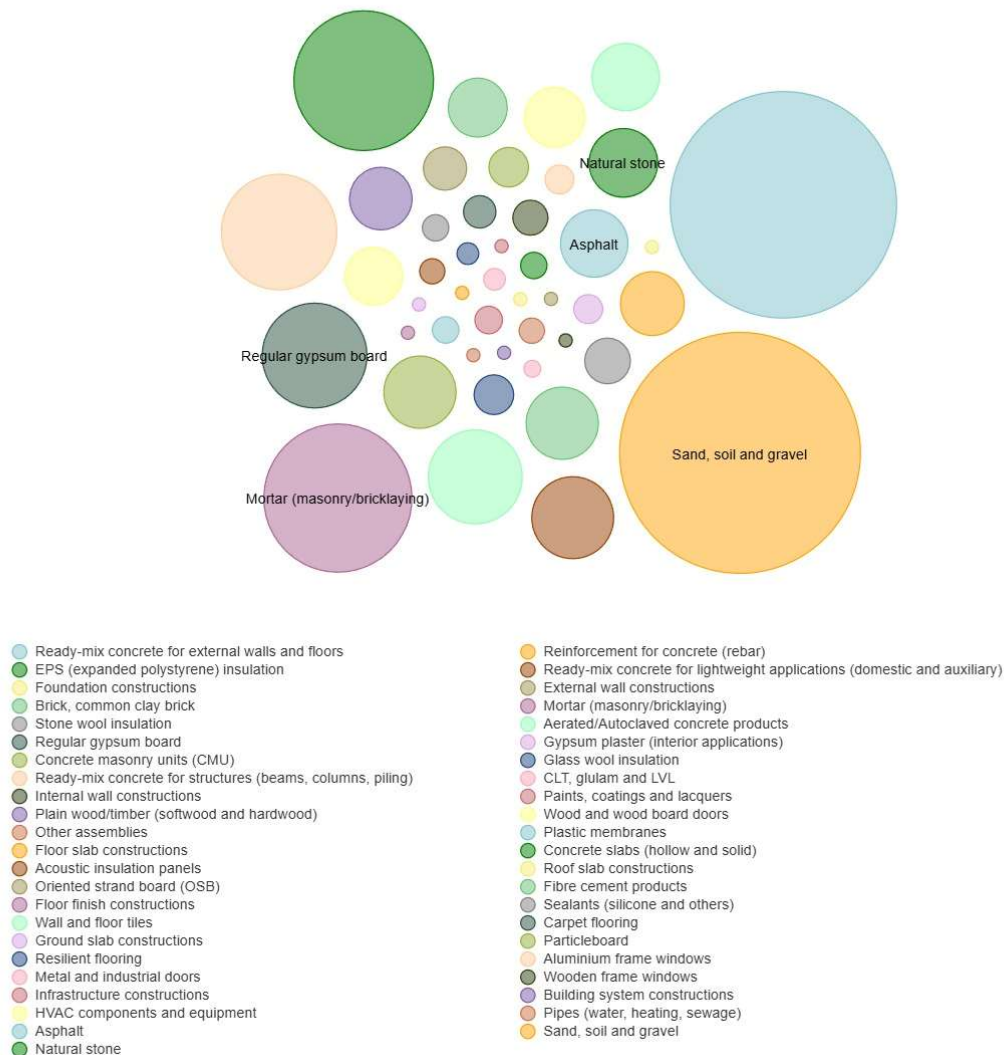 Natural stone
Asphalt
Regular gypsum board
Sand, soil and gravel
Mortar (masonry/bricklaying)
Ready-mix concrete for external walls and floors
EPS (expanded polystyrene) insulation
Foundation constructions
Brick, common clay brick
Stone wool insulation
Regular gypsum board
Concrete masonry units (CMU)
Ready-mix concrete for structures (beams, columns, piling)
Internal wall constructions
Plain wood/timber (softwood and hardwood)
Other assemblies
Floor slab constructions
Acoustic insulation panels
Oriented strand board (OSB)
Floor finish constructions
Wall and floor tiles
Ground slab constructions
Resilient flooring
Metal and industrial doors
Infrastructure constructions
HVAC components and equipment
Asphalt
Natural stone
Reinforcement for concrete (rebar)
Ready-mix concrete for lightweight applications (domestic and auxiliary)
External wall constructions
Mortar (masonry/bricklaying)
Aerated/Autoclaved concrete products
Gypsum plaster (interior applications)
Glass wool insulation
CLT, glulam and LVL
Paints, coatings and lacquers
Wood and wood board doors
Plastic membranes
Concrete slabs (hollow and solid)
Roof slab constructions
Fibre cement products
Sealants (silicone and others)
Carpet flooring
Particleboard
Aluminium frame windows
Wooden frame windows
Building system constructions
Pipes (water, heating, sewage)
Sand, soil and gravel